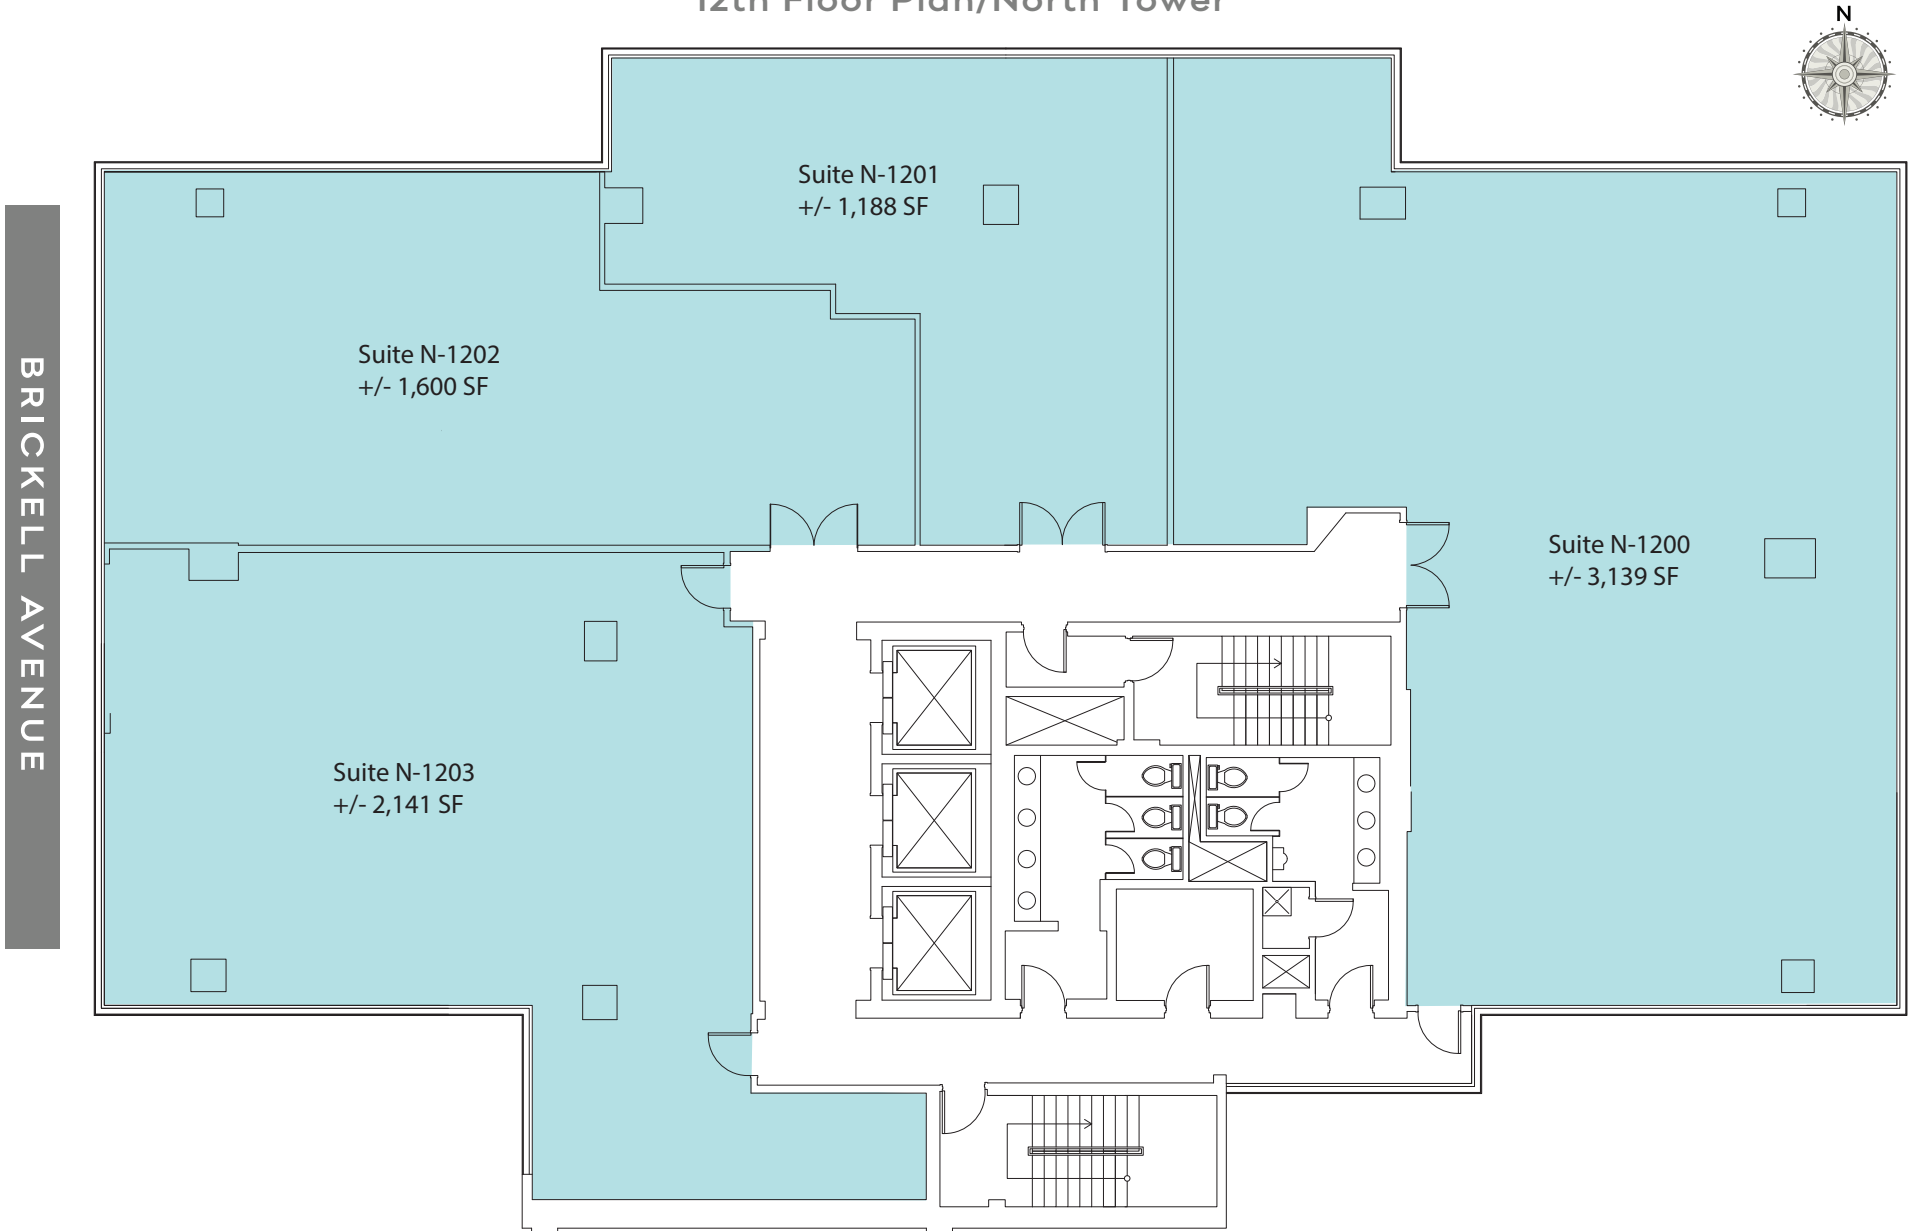 12th Floor Plan/North Tower
N
Suite N-1201
+/- 1,188 SF
Suite N-1202
+/- 1,600 SF
Suite N-1200
+/- 3,139 SF
Suite N-1203
+/- 2,141 SF
BRICKELL AVENUE